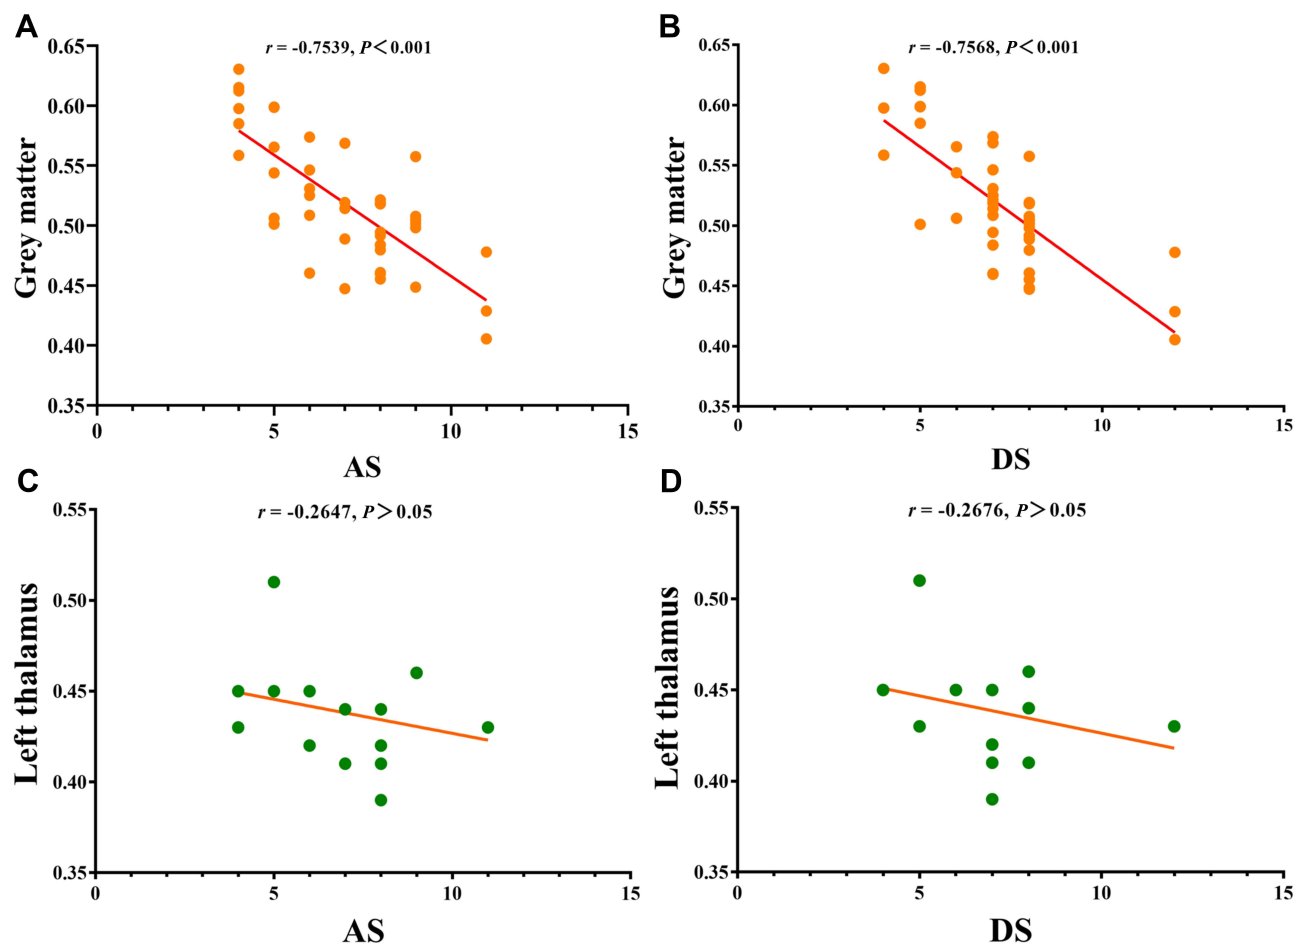 A
r = -0.7539, P＜0.001
0.65
0.60
0.55
0.50
0.45
0.40
0.35
Grey matter
0
5
10
15
AS
B
r = -0.7568, P＜0.001
0.65
0.60
0.55
0.50
0.45
0.40
0.35
Grey matter
0
5
10
15
DS
C
r = -0.2647, P＞0.05
0.55
0.50
0.45
0.40
0.35
Left thalamus
0
5
10
15
AS
D
r = -0.2676, P＞0.05
0.55
0.50
0.45
0.40
0.35
Left thalamus
0
5
10
15
DS